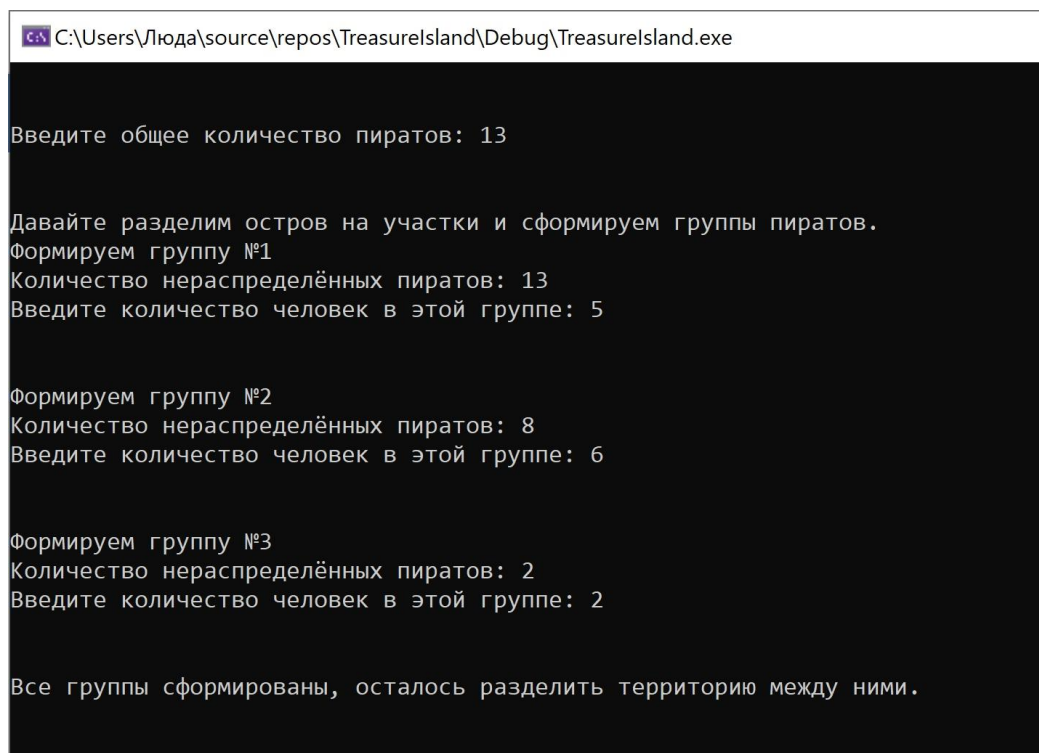 C:\Users\Люда\source\repos\TreasureIsland\Debug\TreasureIsland.exe
Введите общее количество пиратов: 13
Давайте разделим остров на участки и сформируем группы пиратов.
Формируем группу №1
Количество нераспределённых пиратов: 13
Введите количество человек в этой группе: 5
Формируем группу №2
Количество нераспределённых пиратов: 8
Введите количество человек в этой группе: 6
Формируем группу №3
Количество нераспределённых пиратов: 2
Введите количество человек в этой группе: 2
Все группы сформированы, осталось разделить территорию между ними.